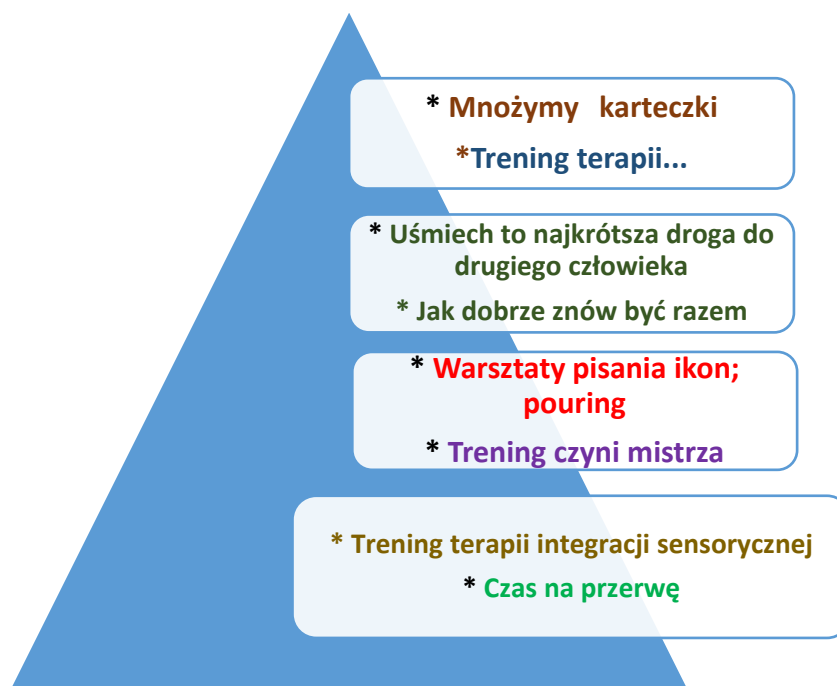 * Mnożymy karteczki
*Trening terapii...
* Uśmiech to najkrótsza droga do
drugiego człowieka
* Jak dobrze znów być razem
* Warsztaty pisania ikon;
pouring
* Trening czyni mistrza
* Trening terapii integracji sensorycznej
* Czas na przerwę